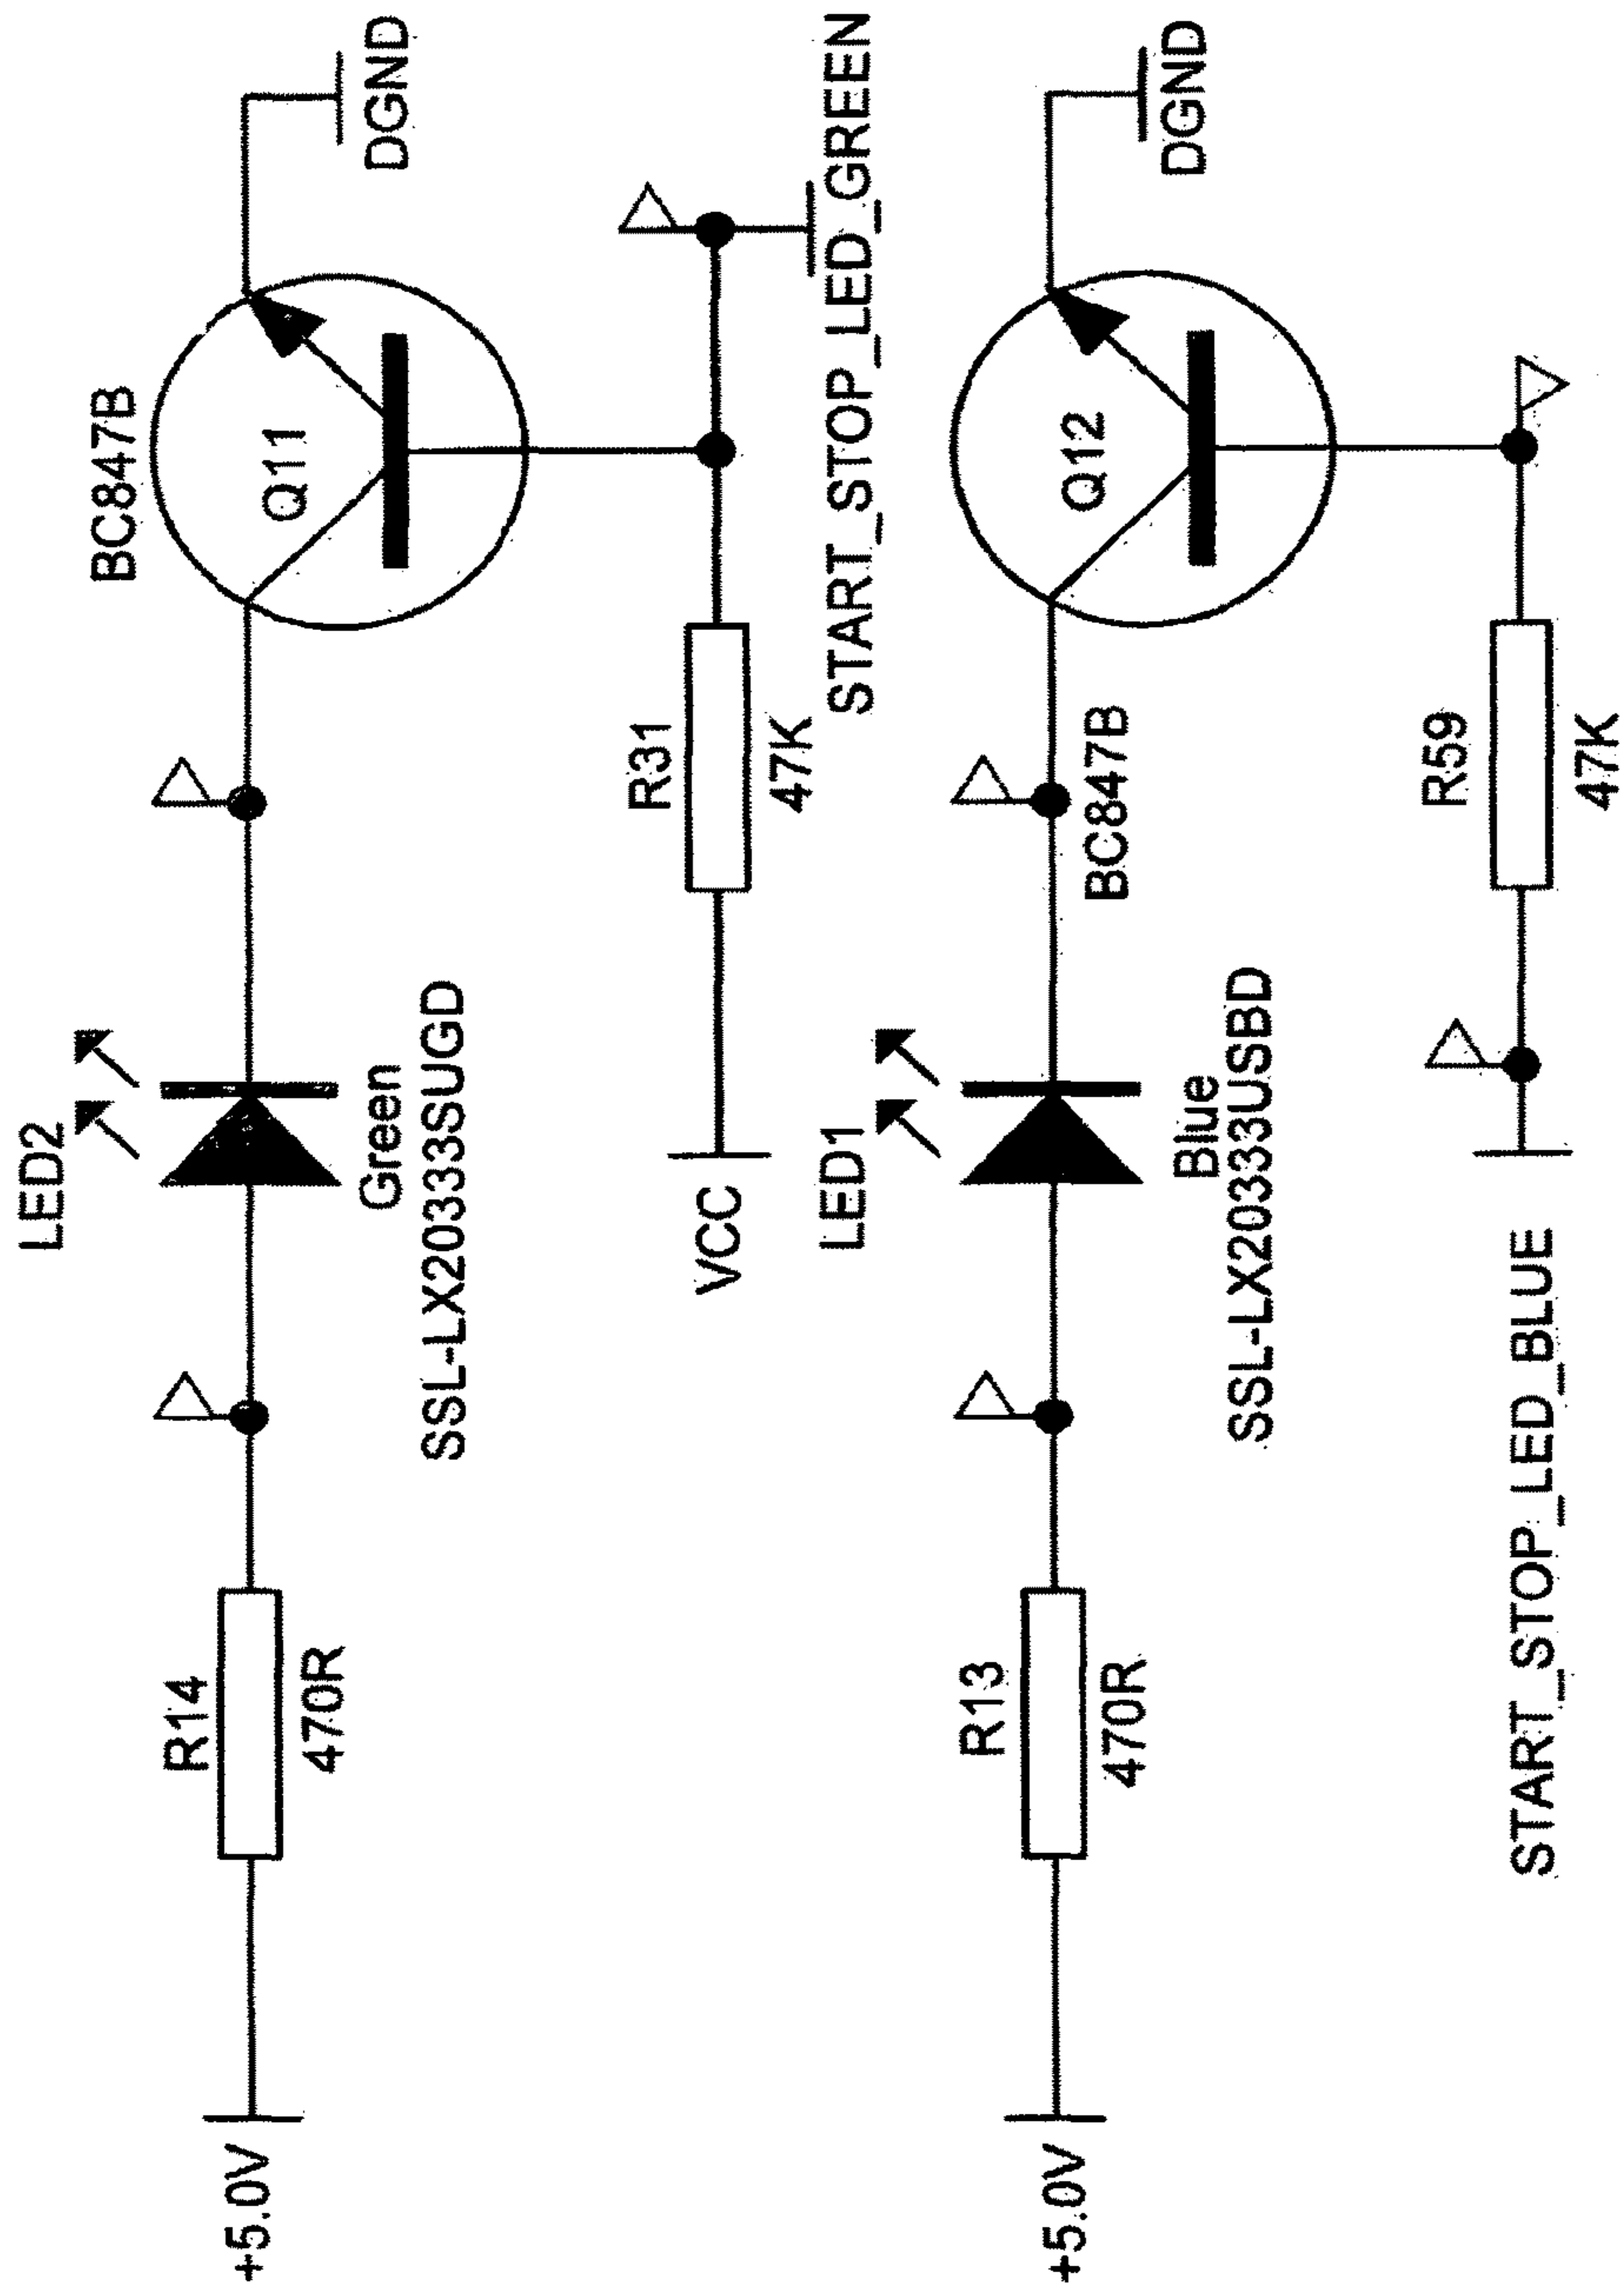 +5.0V
R14
470R
LED2
Green
SSL-LX20333SUGD
BC847B
Q11
DGND
VCC
R31
47K
START_STOP_LED_GREEN
+5.0V
R13
470R
LED1
Blue
SSL-LX20333USBD
BC847B
Q12
DGND
START_STOP_LED_BLUE
R59
47K